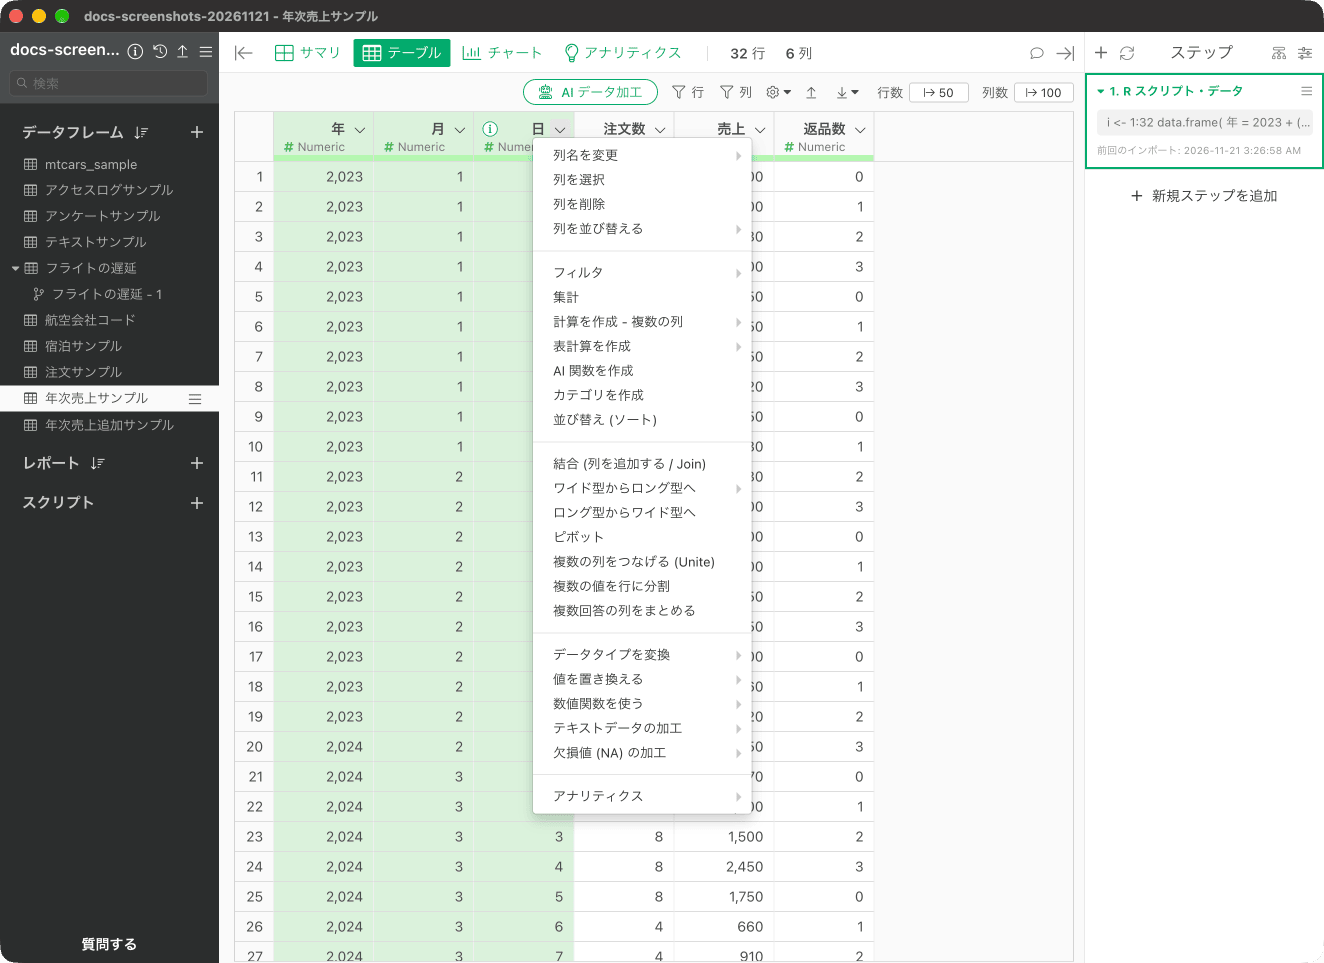 docs-screenshots-20261121 - 年次売上サンプル
docs-screen...
検索
データフレーム
mtcars_sample
アクセスログサンプル
アンケートサンプル
テキストサンプル
フライトの遅延
フライトの遅延 - 1
航空会社コード
宿泊サンプル
注文サンプル
年次売上サンプル
年次売上追加サンプル
レポート
スクリプト
質問する
サマリ テーブル チャート アナリティクス 32 行 6 列
AI データ加工 行 列 行数 50 列数 100
年 月 日 注文数 売上 返品数
# Numeric # Numeric # Nume # Numeric
1 2,023 1 00 0
2 2,023 1 00 1
3 2,023 1 30 2
4 2,023 1 00 3
5 2,023 1 50 0
6 2,023 1 50 1
7 2,023 1 50 2
8 2,023 1 20 3
9 2,023 1 50 0
10 2,023 1 30 1
11 2,023 2 30 2
12 2,023 2 00 3
13 2,023 2 00 0
14 2,023 2 00 1
15 2,023 2 50 2
16 2,023 2 50 3
17 2,023 2 00 0
18 2,023 2 60 1
19 2,023 2 20 2
20 2,024 2 50 3
21 2,024 3 70 0
22 2,024 3 00 1
23 2,024 3 3 8 1,500 2
24 2,024 3 4 8 2,450 3
25 2,024 3 5 8 1,750 0
26 2,024 3 6 4 660 1
27 2,024 3 7 4 910 2
列名を変更
列を選択
列を削除
列を並び替える
フィルタ
集計
計算を作成 - 複数の列
表計算を作成
AI 関数を作成
カテゴリを作成
並び替え (ソート)
結合 (列を追加する / Join)
ワイド型からロング型へ
ロング型からワイド型へ
ピボット
複数の列をつなげる (Unite)
複数の値を行に分割
複数回答の列をまとめる
データタイプを変換
値を置き換える
数値関数を使う
テキストデータの加工
欠損値 (NA) の加工
アナリティクス
ステップ
1. R スクリプト・データ
i <- 1:32 data.frame( 年 = 2023 + (...
前回のインポート: 2026-11-21 3:26:58 AM
新規ステップを追加